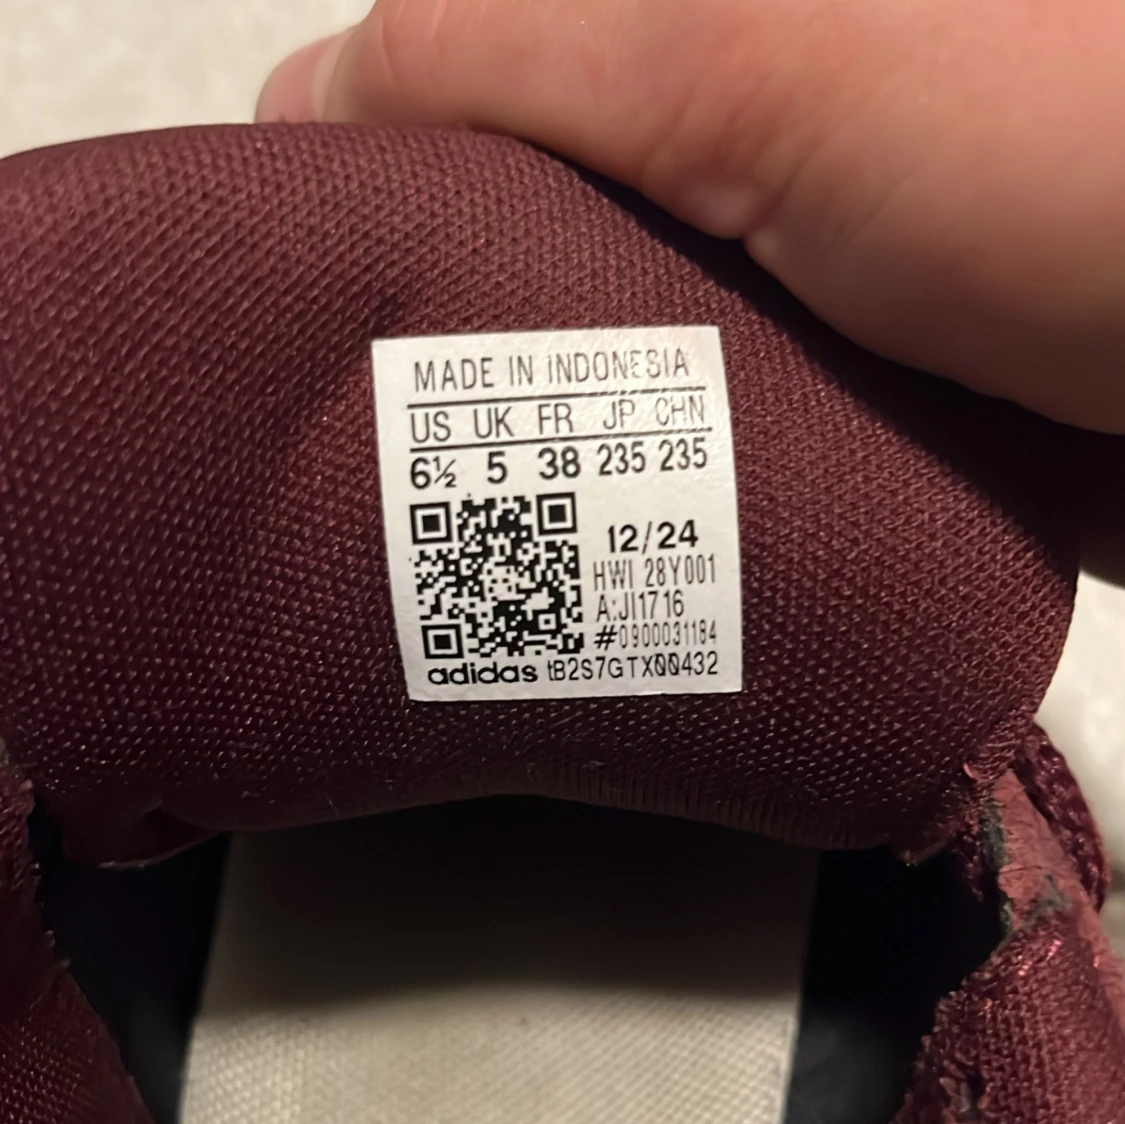 MADE IN INDONESIA
US UK FR JP CHN
6½ 5 38 235 235
12/24
HWI 28Y001
A:JI1716
#0900031184
adidas tB2S7GTX00432